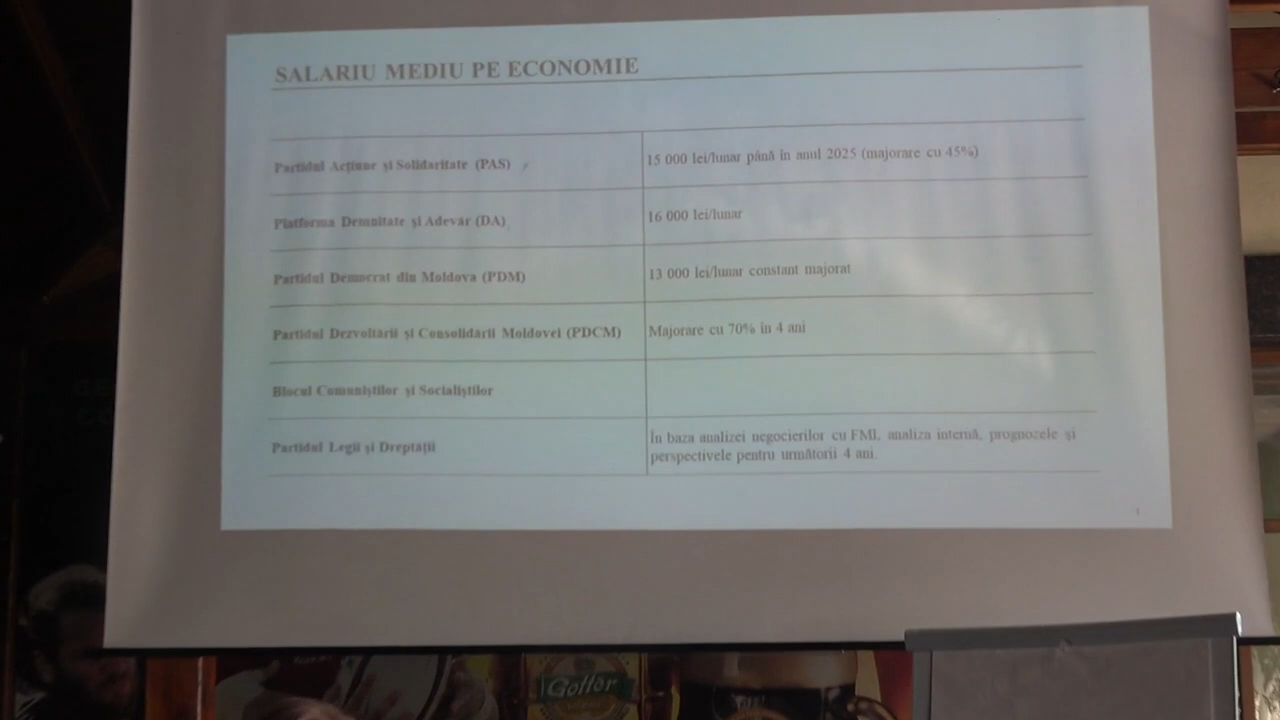 SALARIU MEDIU PE ECONOMIE
Partidul Acțiune și Solidaritate (PAS)
15 000 lei/lunar până în anul 2025 (majorare cu 45%)
Platforma Demnitate și Adevăr (DA)
16 000 lei/lunar
Partidul Democrat din Moldova (PDM)
13 000 lei/lunar constant majorat
Partidul Dezvoltării și Consolidării Moldovei (PDCM)
Majorare cu 70% în 4 ani
Blocul Comuniștilor și Socialiștilor
Partidul Legii și Dreptății
În baza analizei negocierilor cu FMI, analiza internă, prognozele și
perspectivele pentru următorii 4 ani.